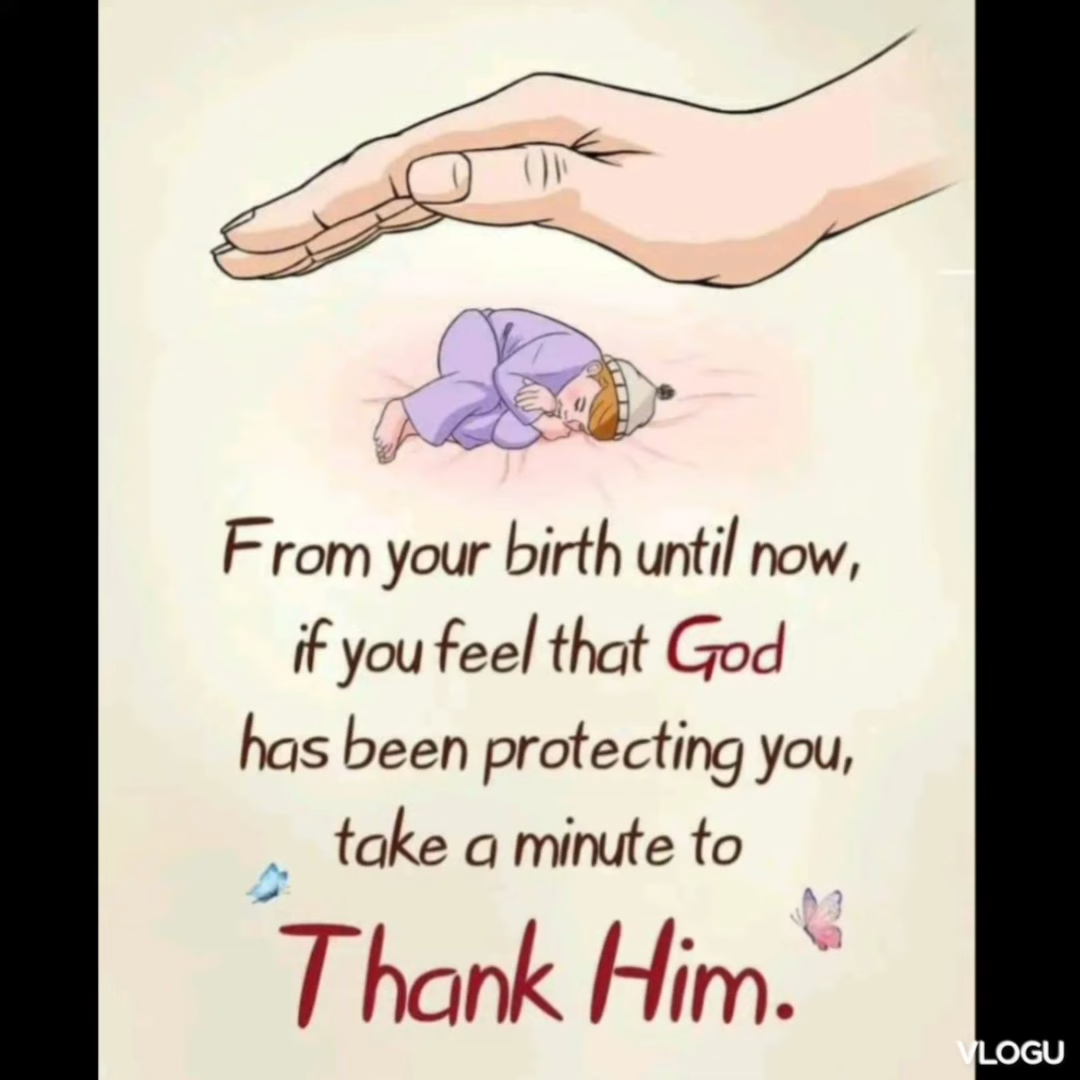 From your birth until now,
if you feel that God
has been protecting you,
take a minute to
Thank Him.
VLOGU